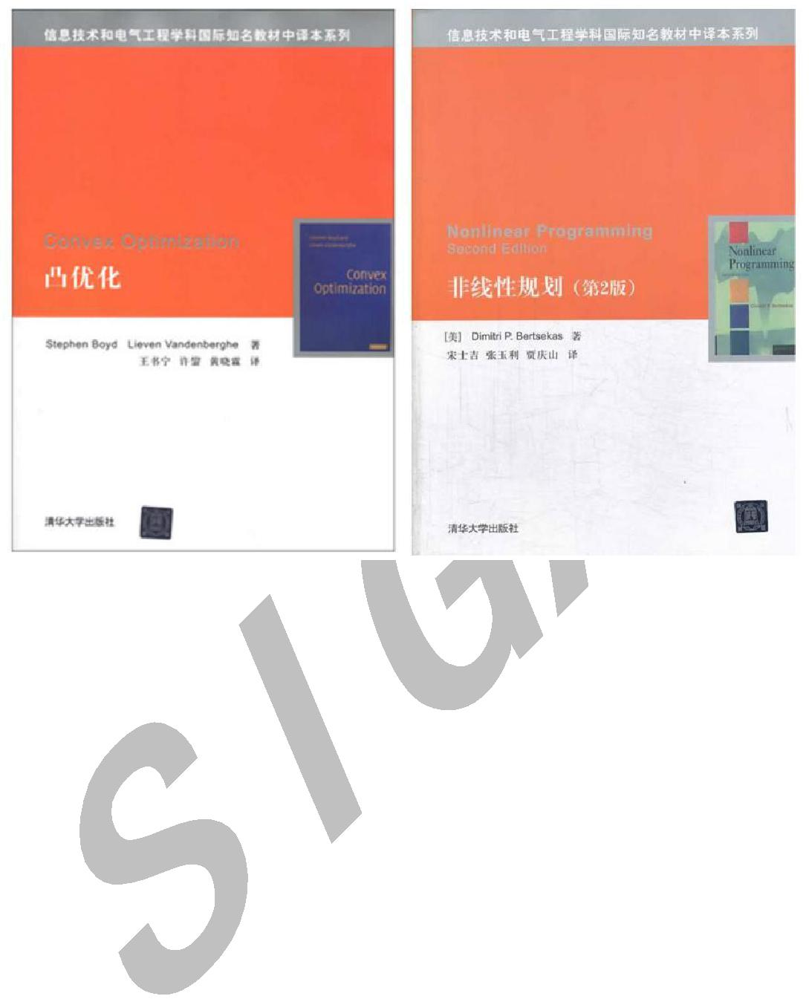 信息技术和电气工程学科国际知名教材中译本系列
Convex Optimization
凸优化
Convex
Optimization
Stephen Boyd Lieven Vandenberghe 著
王书宁 许鋆 黄晓霖 译
清华大学出版社
信息技术和电气工程学科国际知名教材中译本系列
Nonlinear Programming
Second Edition
非线性规划（第2版）
Nonlinear
Programming
Dimitri P. Bertsekas
[美] Dimitri P. Bertsekas 著
宋士吉 张玉利 贾庆山 译
清华大学出版社
SIG